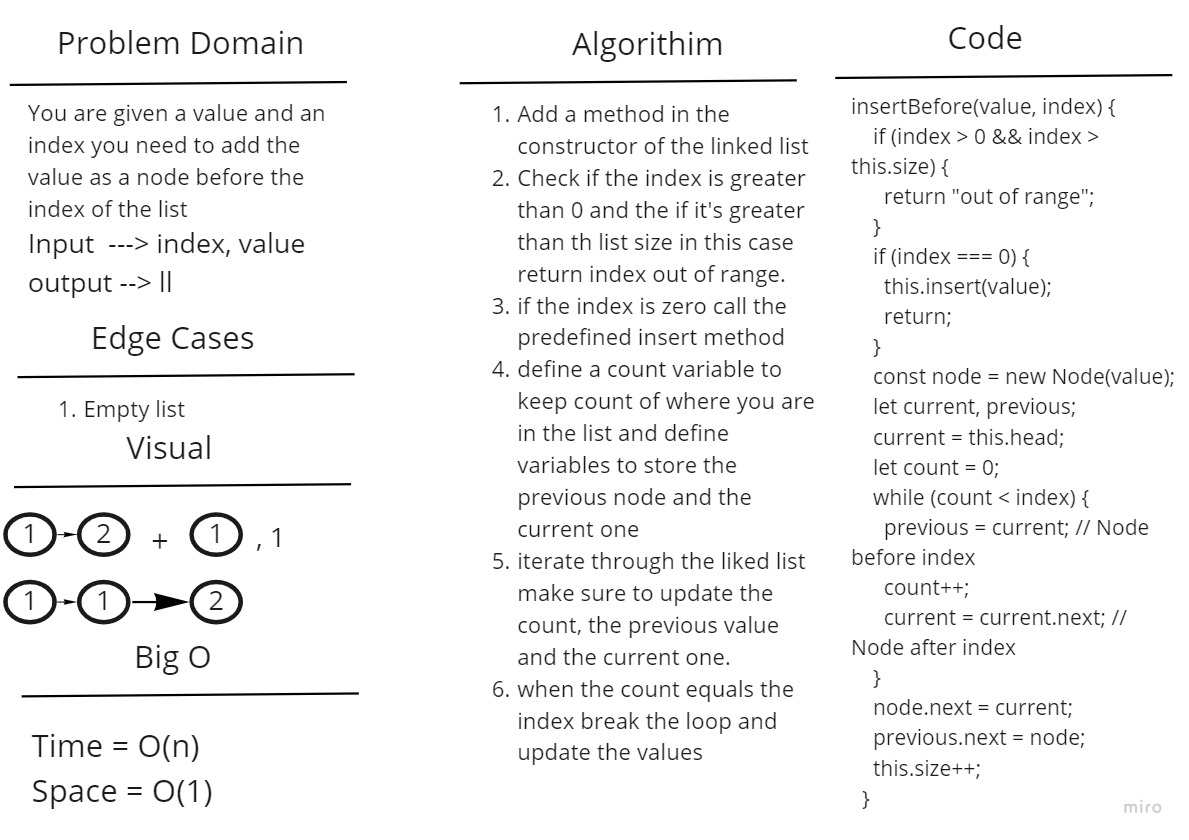 Problem Domain
You are given a value and an
index you need to add the
value as a node before the
index of the list
Input ---> index, value
output --> ll
Edge Cases
1. Empty list
Visual
1 2 + 1 , 1
1 1 2
Big O
Time = O(n)
Space = O(1)
Algorithim
1. Add a method in the
constructor of the linked list
2. Check if the index is greater
than 0 and the if it's greater
than th list size in this case
return index out of range.
3. if the index is zero call the
predefined insert method
4. define a count variable to
keep count of where you are
in the list and define
variables to store the
previous node and the
current one
5. iterate through the liked list
make sure to update the
count, the previous value
and the current one.
6. when the count equals the
index break the loop and
update the values
Code
insertBefore(value, index) {
if (index > 0 && index >
this.size) {
return "out of range";
}
if (index === 0) {
this.insert(value);
return;
}
const node = new Node(value);
let current, previous;
current = this.head;
let count = 0;
while (count < index) {
previous = current; // Node
before index
count++;
current = current.next; //
Node after index
}
node.next = current;
previous.next = node;
this.size++;
}
miro